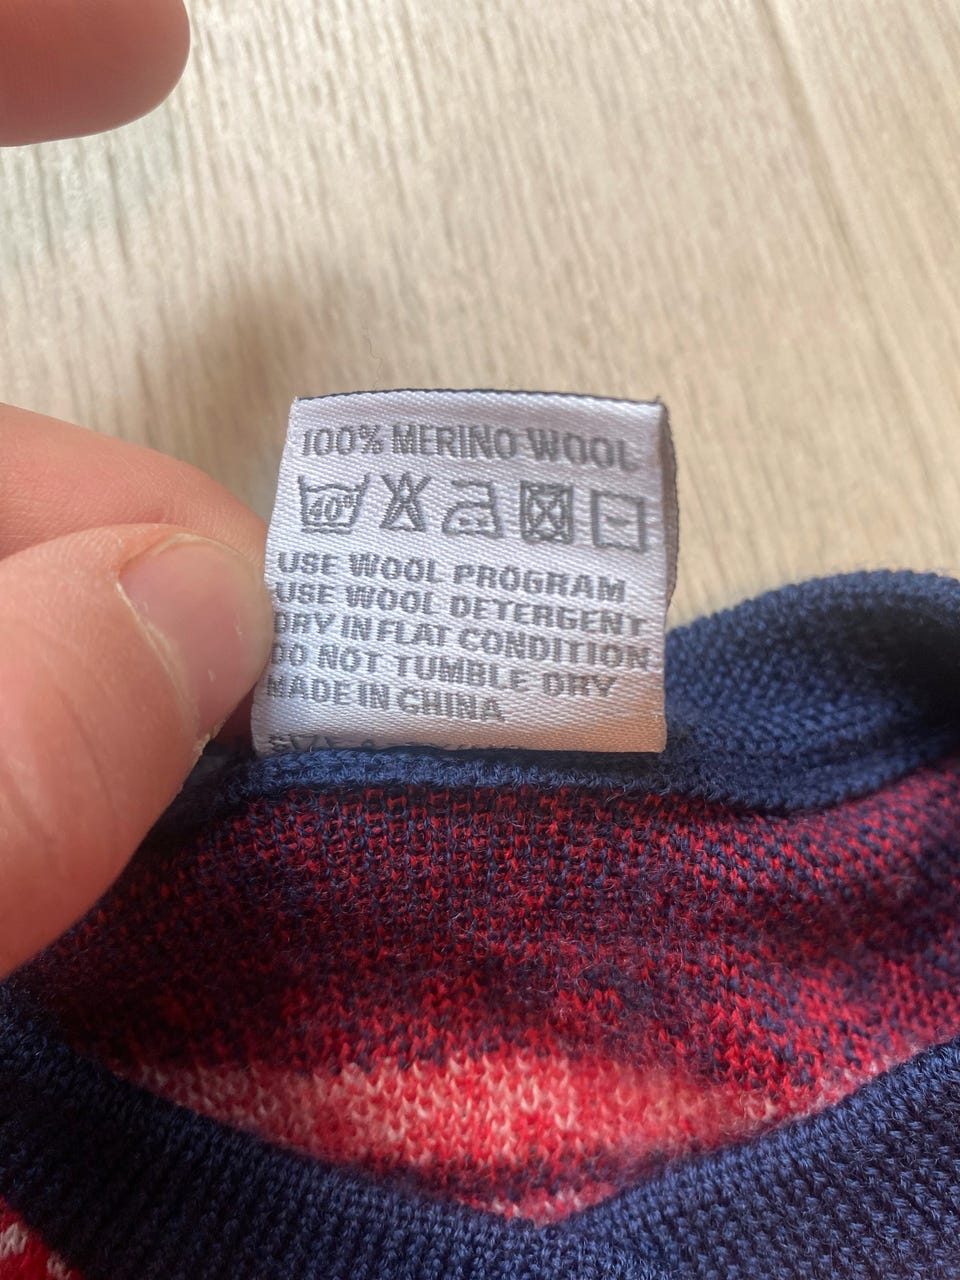 100% MERINO WOOL
40°
USE WOOL PROGRAM
USE WOOL DETERGENT
DRY IN FLAT CONDITION
DO NOT TUMBLE DRY
MADE IN CHINA